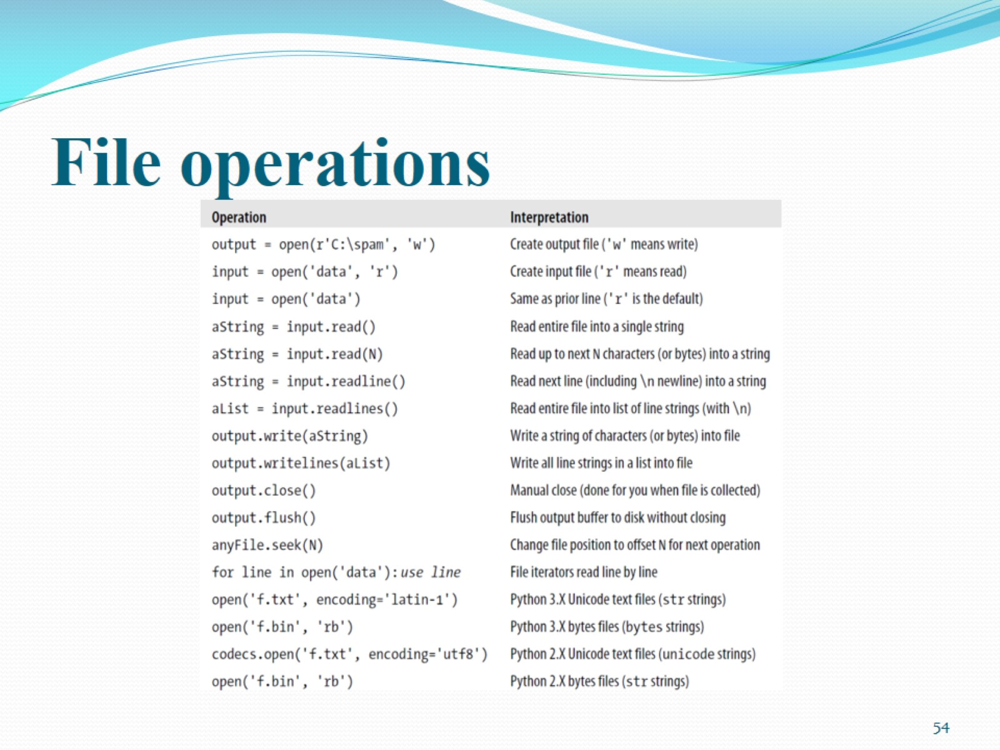 File operations
Operation Interpretation
output = open(r'C:\spam', 'w') Create output file ('w' means write)
input = open('data', 'r') Create input file ('r' means read)
input = open('data') Same as prior line ('r' is the default)
aString = input.read() Read entire file into a single string
aString = input.read(N) Read up to next N characters (or bytes) into a string
aString = input.readline() Read next line (including \n newline) into a string
aList = input.readlines() Read entire file into list of line strings (with \n)
output.write(aString) Write a string of characters (or bytes) into file
output.writelines(aList) Write all line strings in a list into file
output.close() Manual close (done for you when file is collected)
output.flush() Flush output buffer to disk without closing
anyFile.seek(N) Change file position to offset N for next operation
for line in open('data'): use line File iterators read line by line
open('f.txt', encoding='latin-1') Python 3.X Unicode text files (str strings)
open('f.bin', 'rb') Python 3.X bytes files (bytes strings)
codecs.open('f.txt', encoding='utf8') Python 2.X Unicode text files (unicode strings)
open('f.bin', 'rb') Python 2.X bytes files (str strings)
54